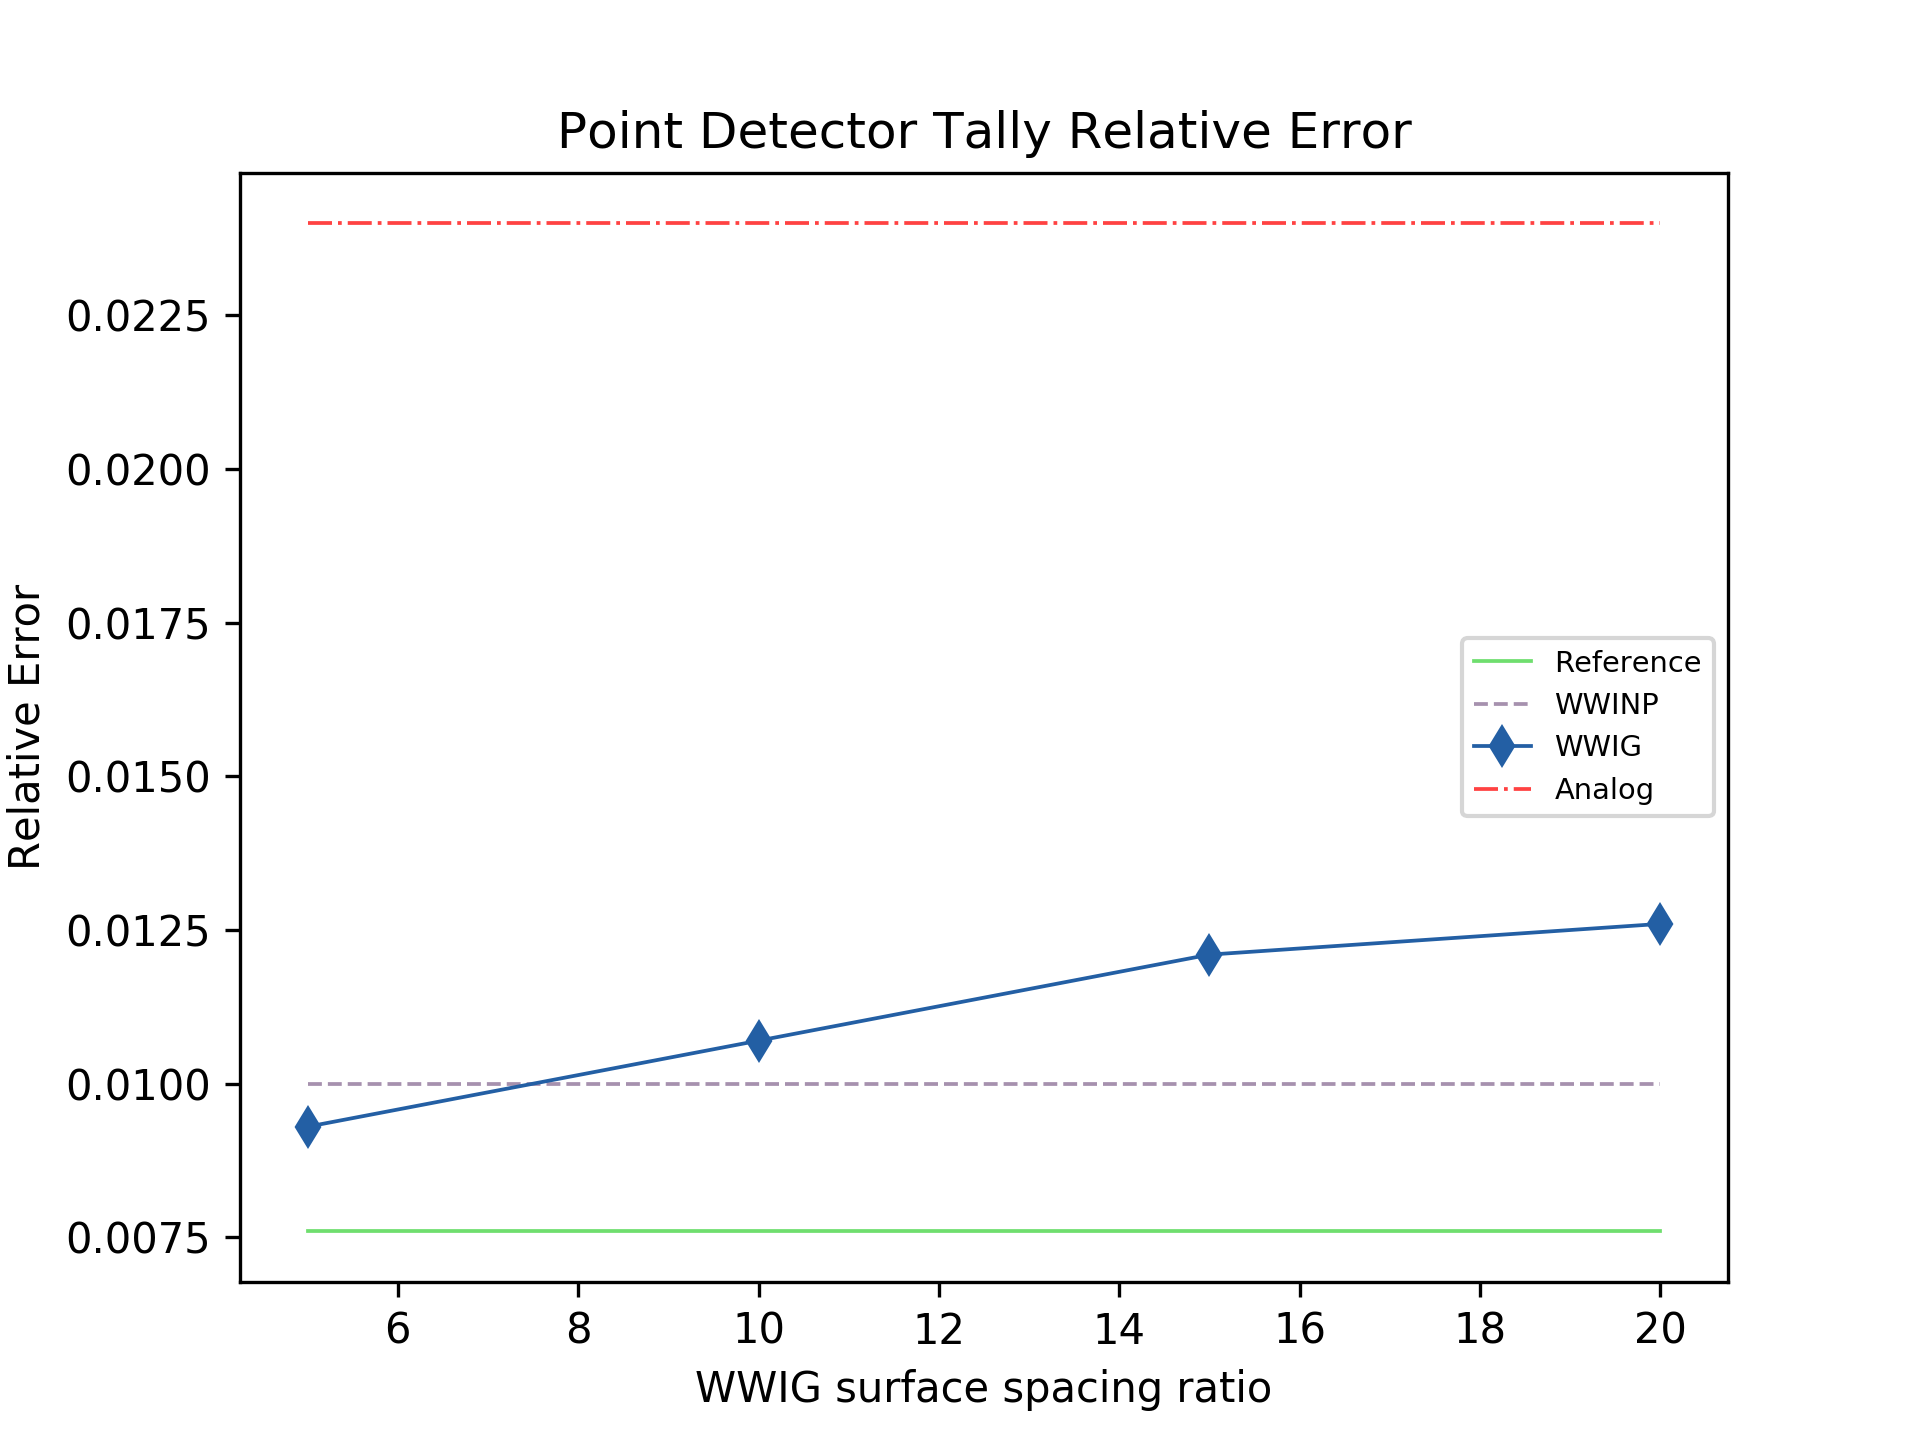 Point Detector Tally Relative Error
Relative Error
0.0225
0.0200
0.0175
0.0150
0.0125
0.0100
0.0075
Reference
WWINP
WWIG
Analog
6 8 10 12 14 16 18 20
WWIG surface spacing ratio